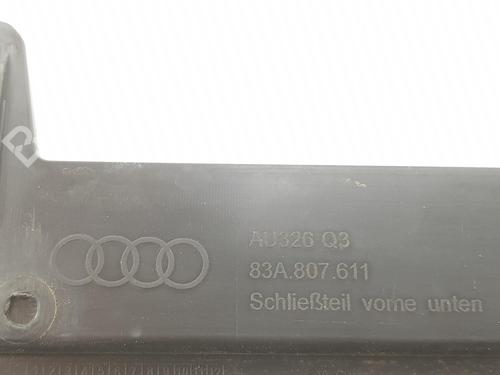 AU326 Q3
83A.807.611
Schließteil vorne unten